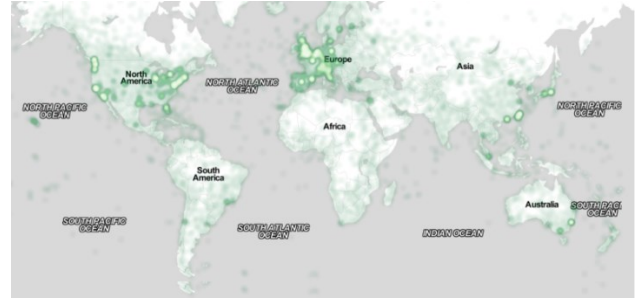 North
America
NORTH ATLANTIC
OCEAN
Europe
Asia
NORTH PACIFIC
OCEAN
NORTH PACIFIC
OCEAN
Africa
South
America
SOUTH PACIFIC
OCEAN
SOUTH ATLANTIC
OCEAN
INDIAN OCEAN
Australia
SOUTH PACI
OCEAN